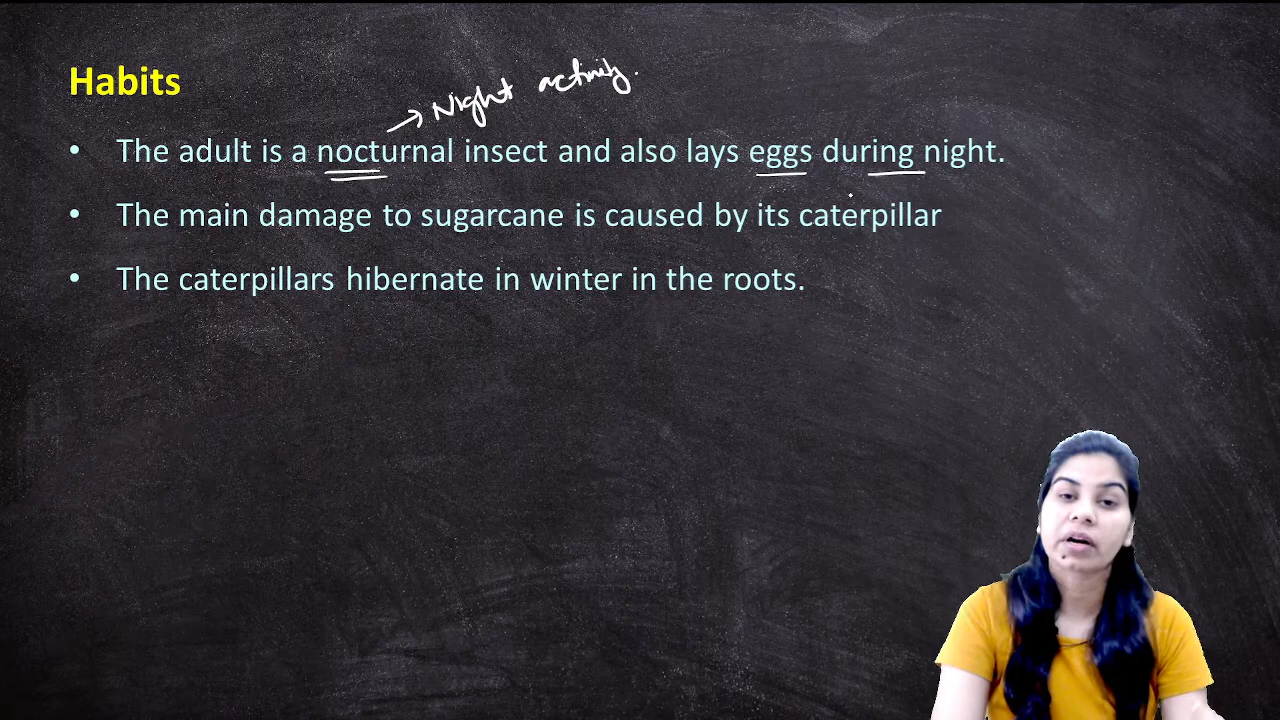 Habits
→ Night activity.
• The adult is a nocturnal insect and also lays eggs during night.
• The main damage to sugarcane is caused by its caterpillar
• The caterpillars hibernate in winter in the roots.